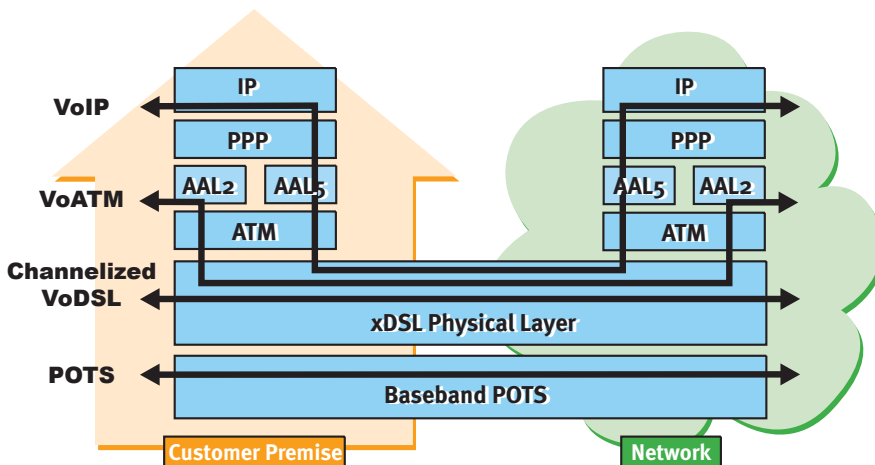 IP
IP
VoIP
PPP
PPP
AAL2
AAL5
AAL5
AAL2
VoATM
ATM
ATM
Channelized
VoDSL
xDSL Physical Layer
POTS
Baseband POTS
Customer Premise
Network